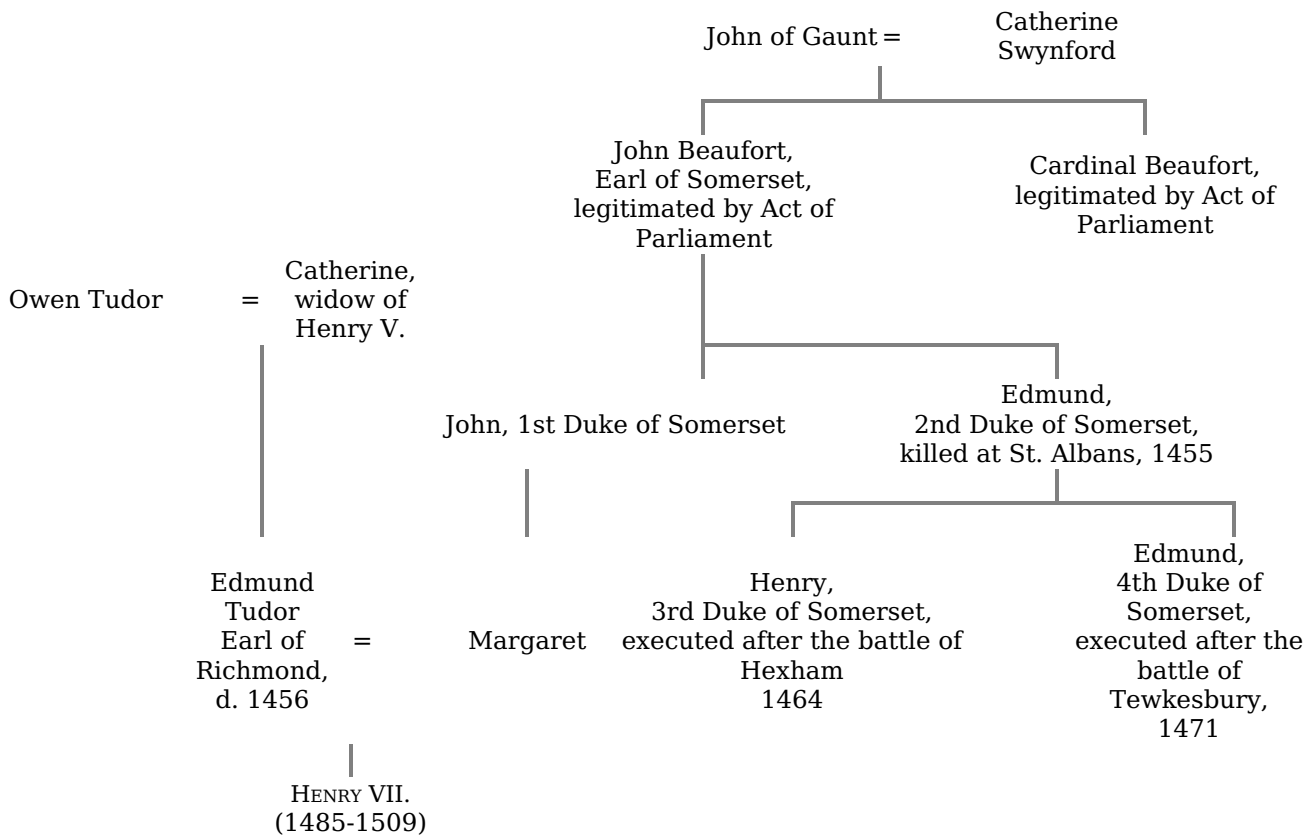 John of Gaunt =
Catherine
Swynford
John Beaufort,
Earl of Somerset,
legitimated by Act of
Parliament
Cardinal Beaufort,
legitimated by Act of
Parliament
Owen Tudor
=
Catherine,
widow of
Henry V.
John, 1st Duke of Somerset
Edmund,
2nd Duke of Somerset,
killed at St. Albans, 1455
Edmund
Tudor
Earl of
Richmond,
d. 1456
=
Margaret
Henry,
3rd Duke of Somerset,
executed after the battle of
Hexham
1464
Edmund,
4th Duke of
Somerset,
executed after the
battle of
Tewkesbury,
1471
HENRY VII.
(1485-1509)